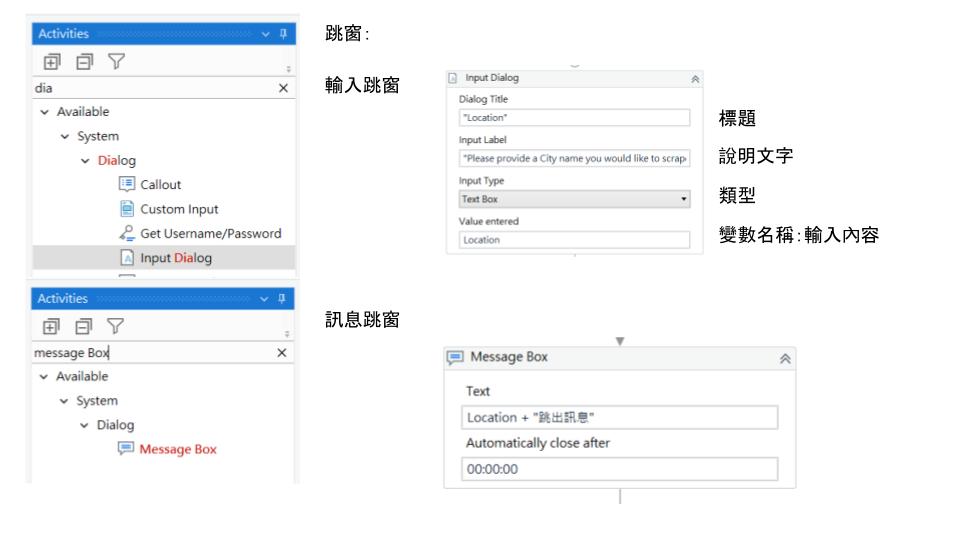 Activities
dia
Available
System
Dialog
Callout
Custom Input
Get Username/Password
Input Dialog
Activities
message Box
Available
System
Dialog
Message Box
跳窗：
輸入跳窗
Input Dialog
Dialog Title
"Location"
標題
Input Label
"Please provide a City name you would like to scrap
說明文字
Input Type
Text Box
類型
Value entered
Location
變數名稱：輸入內容
訊息跳窗
Message Box
Text
Location + "跳出訊息"
Automatically close after
00:00:00